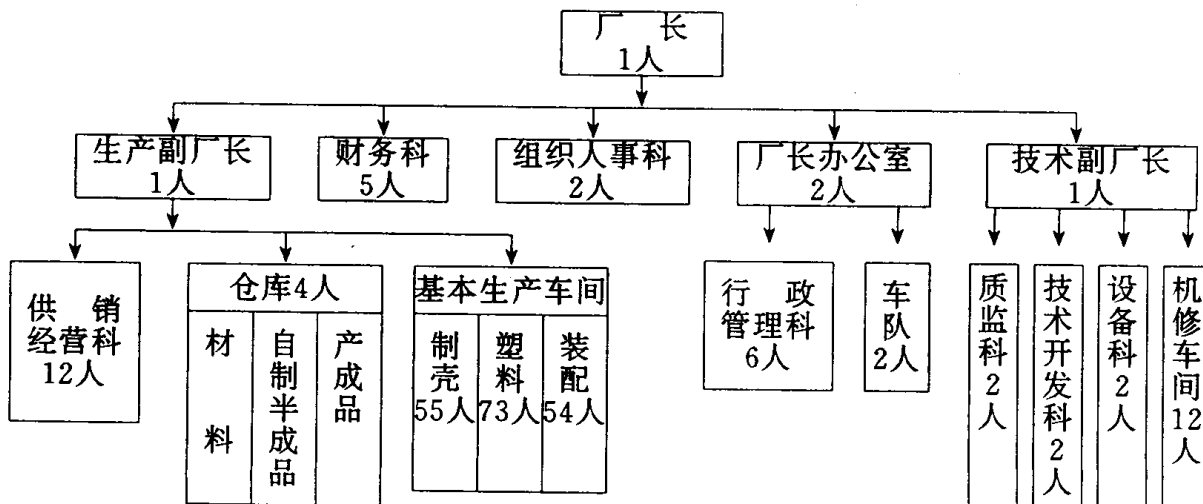 厂 长
1人
生产副厂长
1人
财务科
5人
组织人事科
2人
厂长办公室
2人
技术副厂长
1人
供 销
经营科
12人
仓库4人
材 料
自制半成品
产成品
基本生产车间
制壳
55人
塑料
73人
装配
54人
行 政
管理科
6人
车队
2人
质监科2人
技术开发科2人
设备科2人
机修车间12人